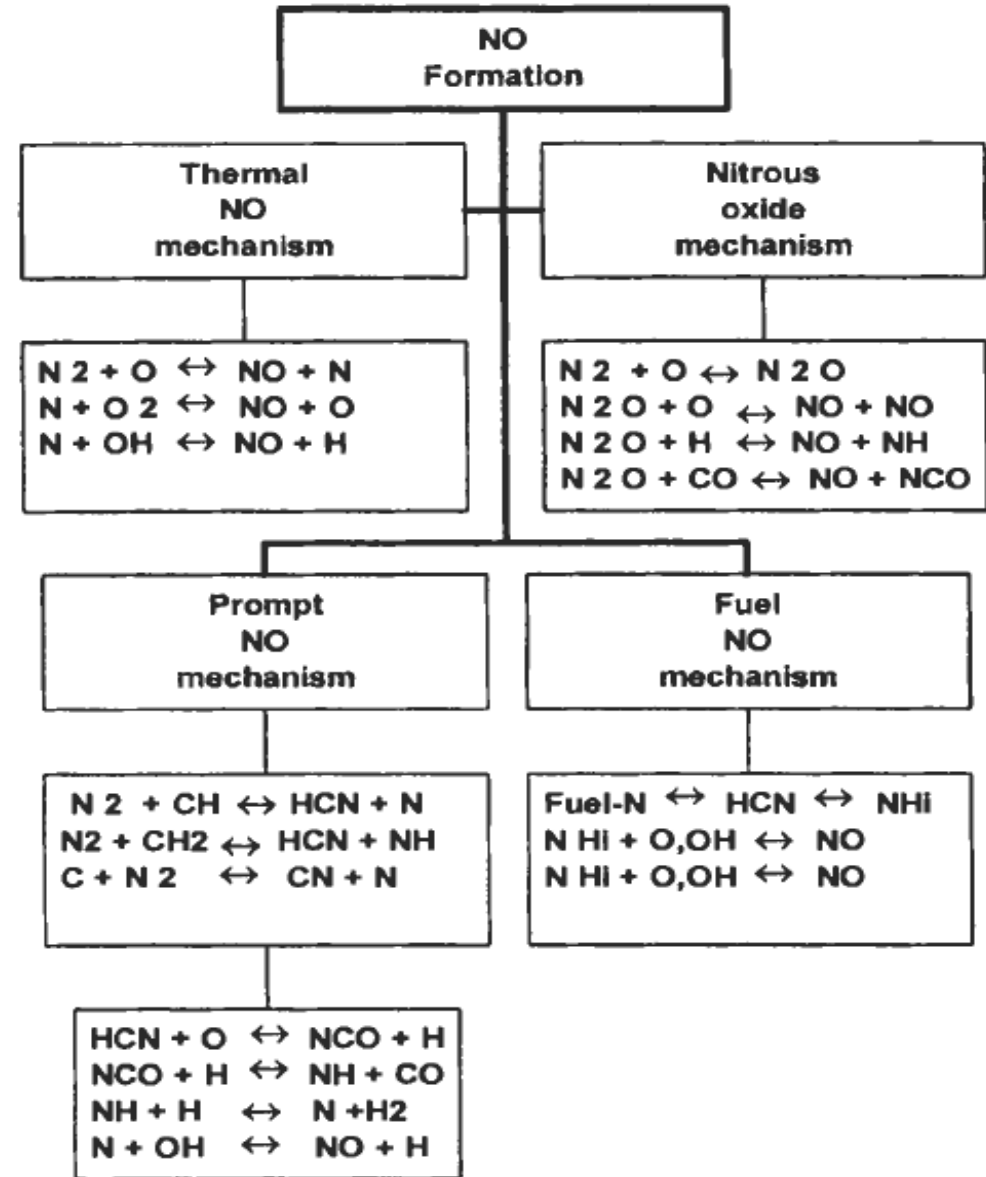 NO
Formation
Thermal
NO
mechanism
Nitrous
oxide
mechanism
N 2 + O ↔ NO + N
N + O 2 ↔ NO + O
N + OH ↔ NO + H
N 2 + O ↔ N 2 O
N 2 O + O ↔ NO + NO
N 2 O + H ↔ NO + NH
N 2 O + CO ↔ NO + NCO
Prompt
NO
mechanism
Fuel
NO
mechanism
N 2 + CH ↔ HCN + N
N2 + CH2 ↔ HCN + NH
C + N 2 ↔ CN + N
Fuel-N ↔ HCN ↔ NHi
N Hi + O,OH ↔ NO
N Hi + O,OH ↔ NO
HCN + O ↔ NCO + H
NCO + H ↔ NH + CO
NH + H ↔ N +H2
N + OH ↔ NO + H